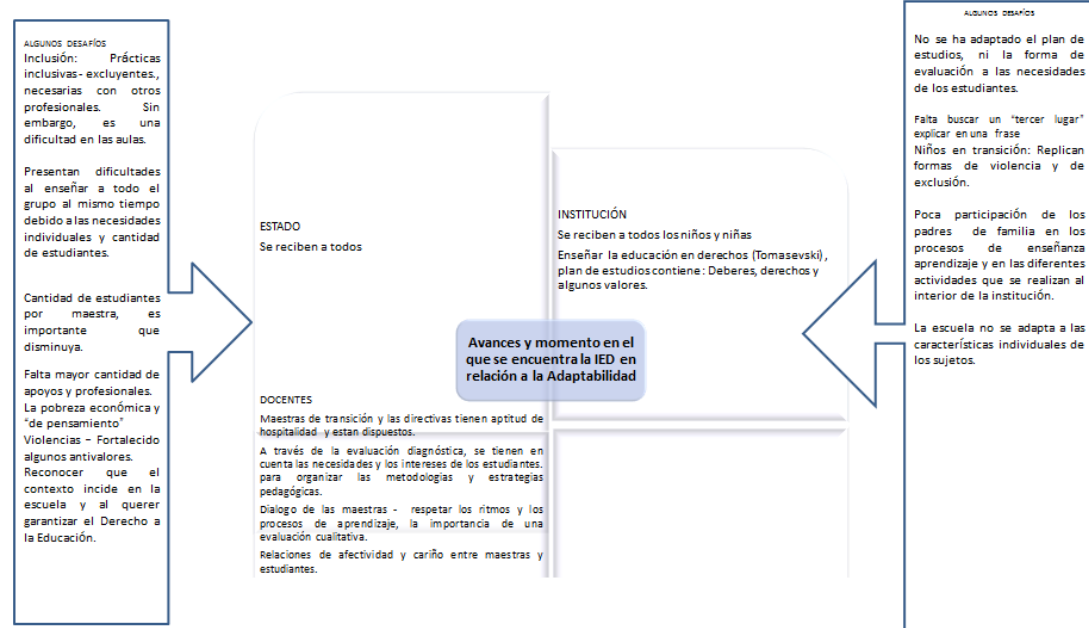 ALGUNOS DESAFÍOS
Inclusión: Prácticas
inclusivas- excluyentes.,
necesarias con otros
profesionales. Sin
embargo, es una
dificultad en las aulas.
Presentan dificultades
al enseñar a todo el
grupo al mismo tiempo
debido a las necesidades
individuales y cantidad
de estudiantes.
Cantidad de estudiantes
por maestra, es
importante que
disminuya.
Falta mayor cantidad de
apoyos y profesionales.
La pobreza económica y
“de pensamiento”
Violencias – Fortalecido
algunos antivalores.
Reconocer que el
contexto incide en la
escuela y al querer
garantizar el Derecho a
la Educación.
ESTADO
Se reciben a todos
INSTITUCIÓN
Se reciben a todos los niños y niñas
Enseñar la educación en derechos (Tomasevski),
plan de estudios contiene: Deberes, derechos y
algunos valores.
Avances y momento en el
que se encuentra la IED en
relación a la Adaptabilidad
DOCENTES
Maestras de transición y las directivas tienen aptitud de
hospitalidad y estan dispuestos.
A través de la evaluación diagnóstica, se tienen en
cuenta las necesidades y los intereses de los estudiantes.
para organizar las metodologías y estrategias
pedagógicas.
Dialogo de las maestras - respetar los ritmos y los
procesos de aprendizaje, la importancia de una
evaluación cualitativa.
Relaciones de afectividad y cariño entre maestras y
estudiantes.
ALGUNOS DESAFÍOS
No se ha adaptado el plan de
estudios, ni la forma de
evaluación a las necesidades
de los estudiantes.
Falta buscar un “tercer lugar”
explicar en una frase
Niños en transición: Replican
formas de violencia y de
exclusión.
Poca participación de los
padres de familia en los
procesos de enseñanza
aprendizaje y en las diferentes
actividades que se realizan al
interior de la institución.
La escuela no se adapta a las
características individuales de
los sujetos.